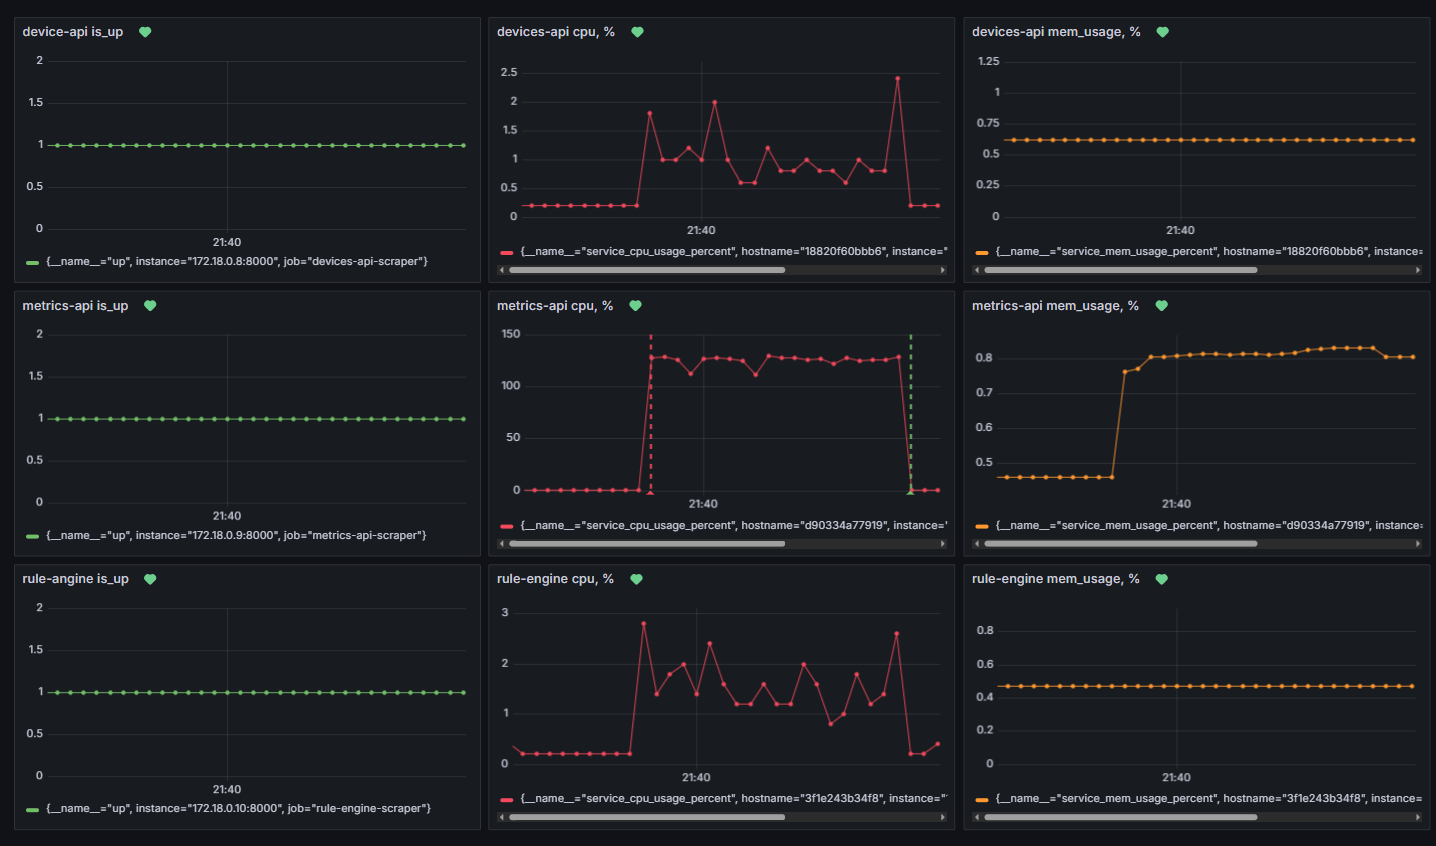 device-api is_up
2
1.5
1
0.5
0
21:40
{__name__="up", instance="172.18.0.8:8000", job="devices-api-scraper"}
devices-api cpu, %
2.5
2
1.5
1
0.5
0
21:40
{__name__="service_cpu_usage_percent", hostname="18820f60bbb6", instance="
devices-api mem_usage, %
1.25
1
0.75
0.5
0.25
0
21:40
{__name__="service_mem_usage_percent", hostname="18820f60bbb6", instance=
metrics-api is_up
2
1.5
1
0.5
0
21:40
{__name__="up", instance="172.18.0.9:8000", job="metrics-api-scraper"}
metrics-api cpu, %
150
100
50
0
21:40
{__name__="service_cpu_usage_percent", hostname="d90334a77919", instance="
metrics-api mem_usage, %
0.8
0.7
0.6
0.5
21:40
{__name__="service_mem_usage_percent", hostname="d90334a77919", instance=
rule-angine is_up
2
1.5
1
0.5
0
21:40
{__name__="up", instance="172.18.0.10:8000", job="rule-engine-scraper"}
rule-engine cpu, %
3
2
1
0
21:40
{__name__="service_cpu_usage_percent", hostname="3f1e243b34f8", instance="
rule-engine mem_usage, %
0.8
0.6
0.4
0.2
0
21:40
{__name__="service_mem_usage_percent", hostname="3f1e243b34f8", instance=